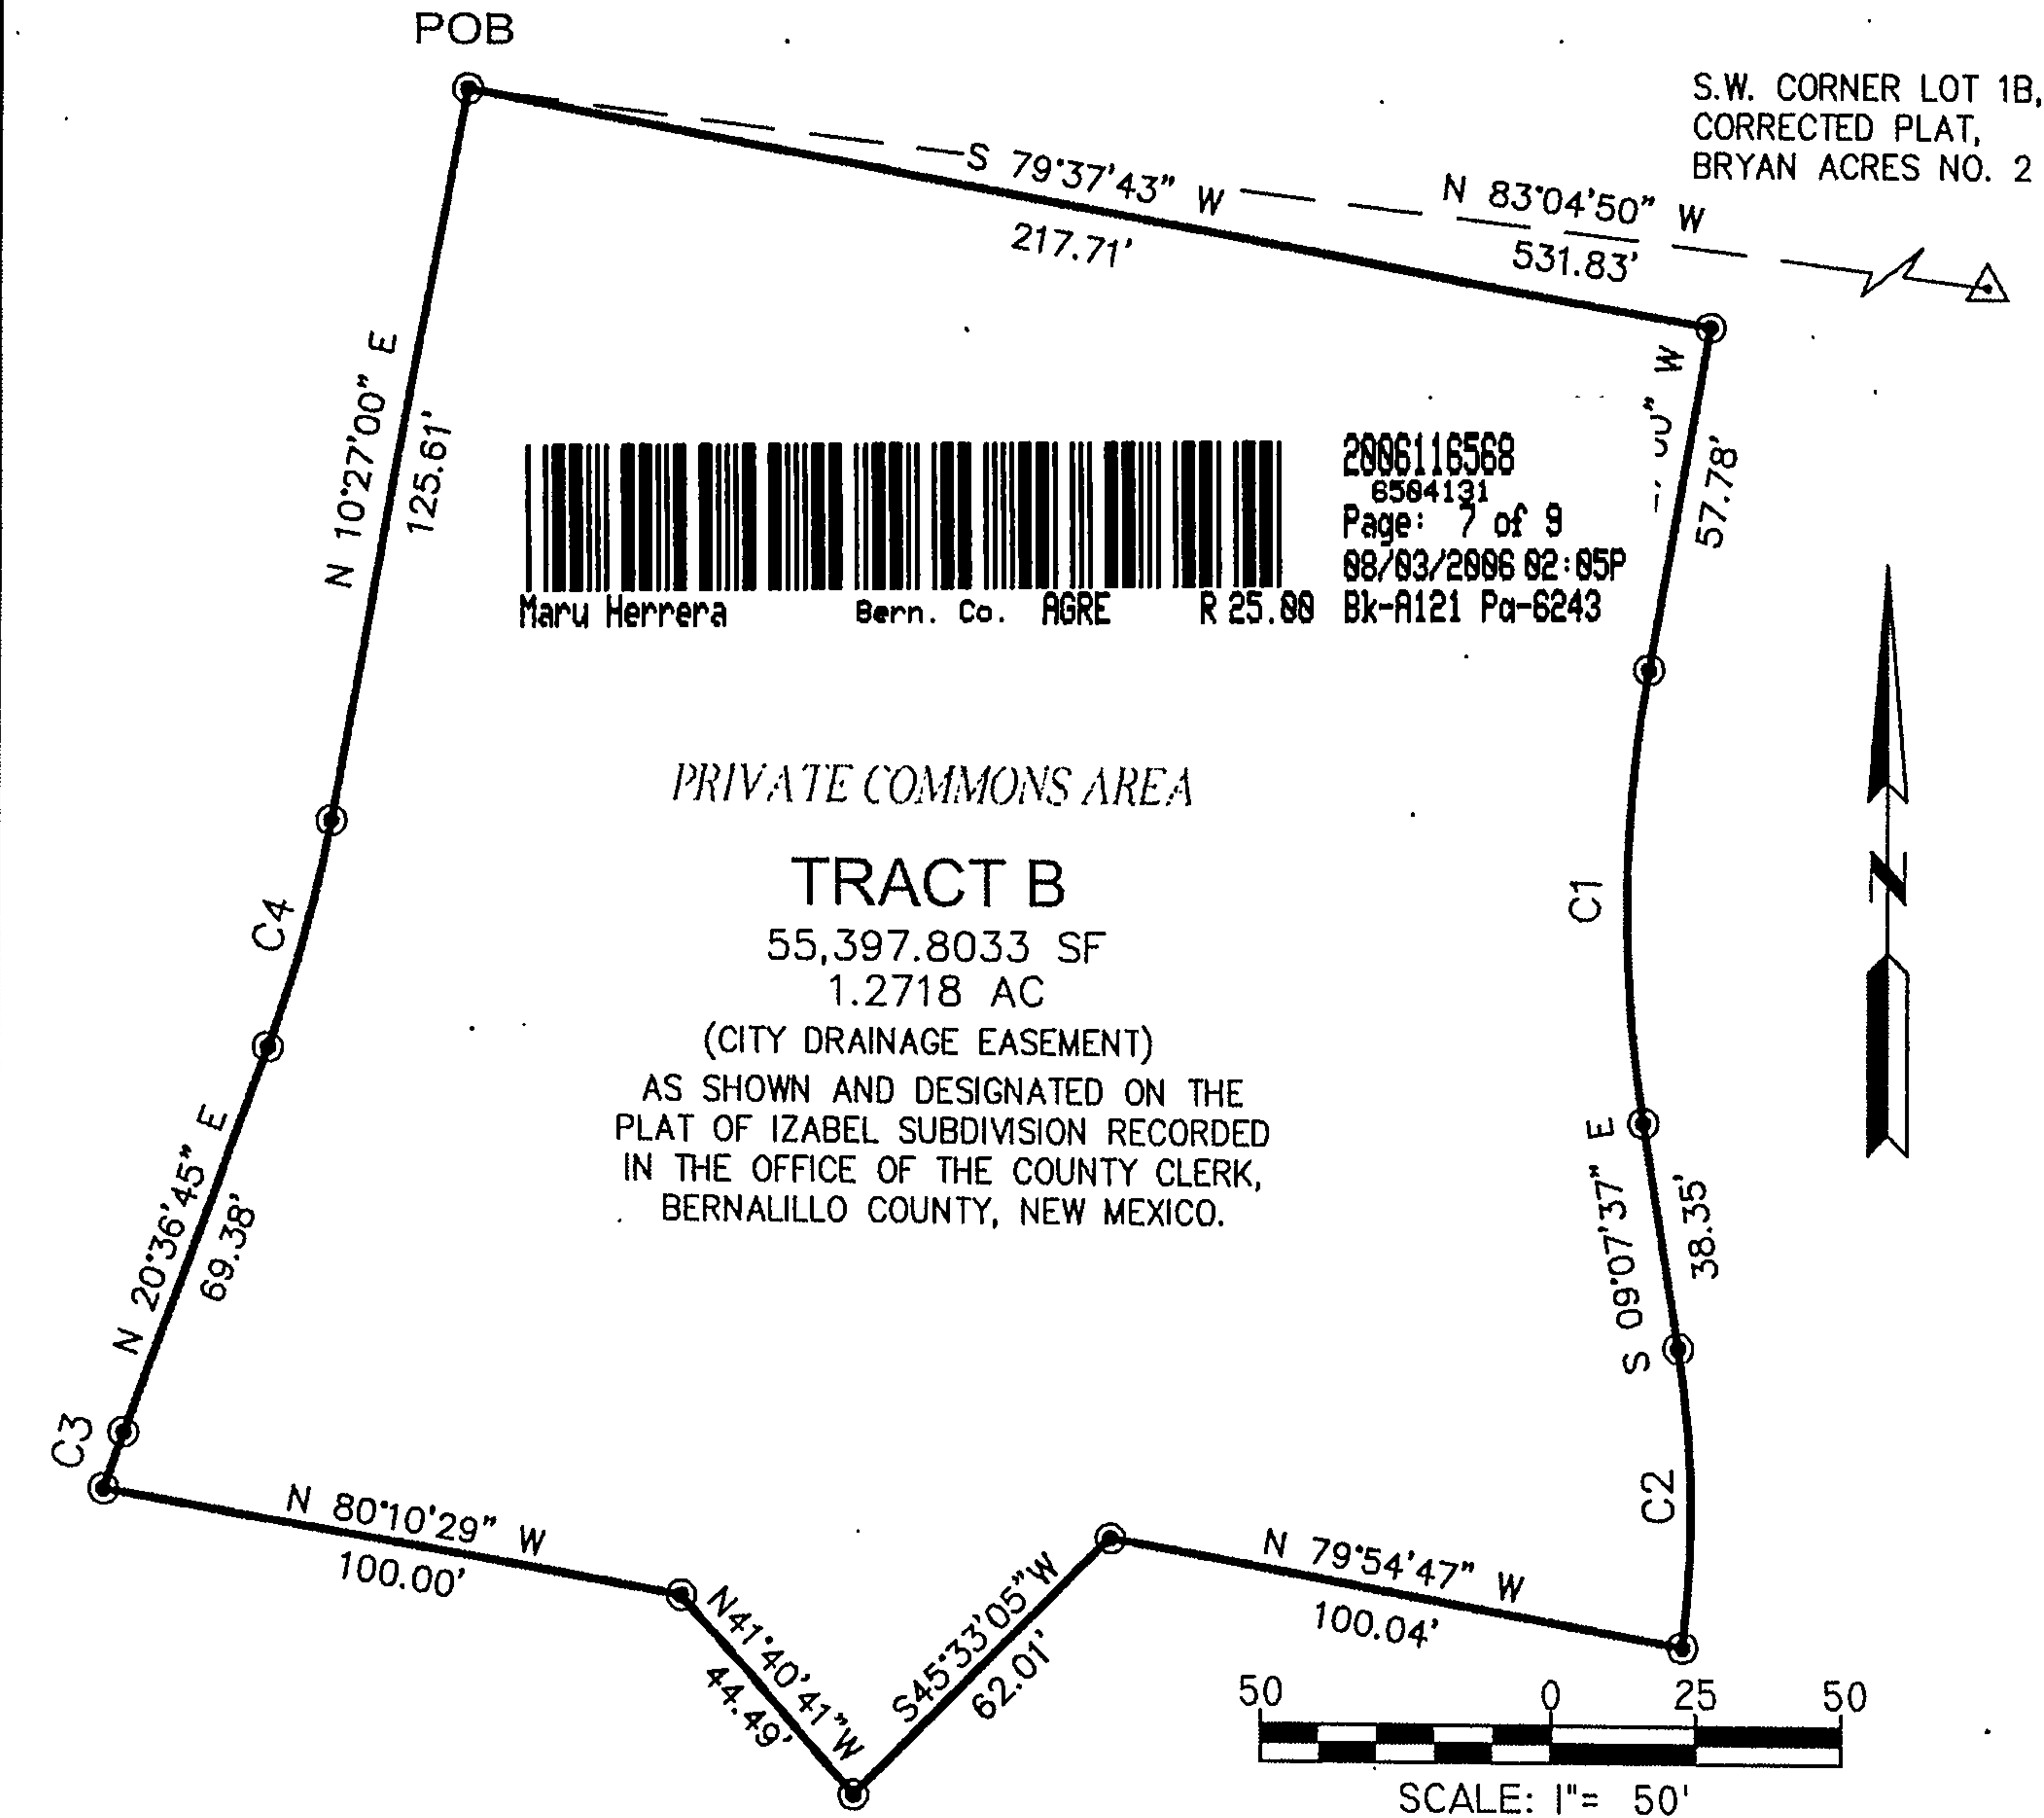 POB
S.W. CORNER LOT 1B,
CORRECTED PLAT,
BRYAN ACRES NO. 2
S 79°37'43" W
217.71'
N 83°04'50" W
531.83'
W
57.78'
N 10°27'00" E
125.61'
2006116568
6504131
Page: 7 of 9
08/03/2006 02:05P
Maru Herrera Bern. Co. AGRE R 25.00 Bk-A121 Pa-6243
PRIVATE COMMONS AREA
TRACT B
55,397.8033 SF
1.2718 AC
(CITY DRAINAGE EASEMENT)
AS SHOWN AND DESIGNATED ON THE
PLAT OF IZABEL SUBDIVISION RECORDED
IN THE OFFICE OF THE COUNTY CLERK,
BERNALILLO COUNTY, NEW MEXICO.
C4
C1
N
N 20°36'45" E
69.38'
S 09°07'37" E
38.35'
C3
C2
N 80°10'29" W
100.00'
N41°40'41"W
44.49'
S45°33'05"W
62.01'
N 79°54'47" W
100.04'
50 0 25 50
SCALE: 1"= 50'